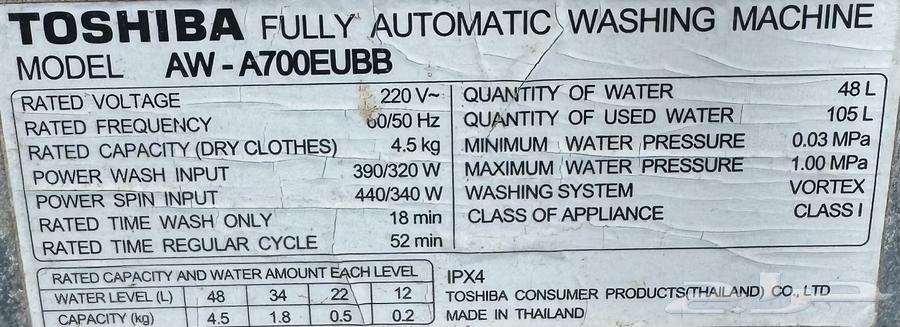 TOSHIBA FULLY AUTOMATIC WASHING MACHINE
MODEL AW - A700EUBB
RATED VOLTAGE 220 V~
RATED FREQUENCY 60/50 Hz
RATED CAPACITY (DRY CLOTHES) 4.5 kg
POWER WASH INPUT 390/320 W
POWER SPIN INPUT 440/340 W
RATED TIME WASH ONLY 18 min
RATED TIME REGULAR CYCLE 52 min
QUANTITY OF WATER 48 L
QUANTITY OF USED WATER 105 L
MINIMUM WATER PRESSURE 0.03 MPa
MAXIMUM WATER PRESSURE 1.00 MPa
WASHING SYSTEM VORTEX
CLASS OF APPLIANCE CLASS I
RATED CAPACITY AND WATER AMOUNT EACH LEVEL
WATER LEVEL (L) 48 34 22 12
CAPACITY (kg) 4.5 1.8 0.5 0.2
IPX4
TOSHIBA CONSUMER PRODUCTS(THAILAND) CO., LTD
MADE IN THAILAND